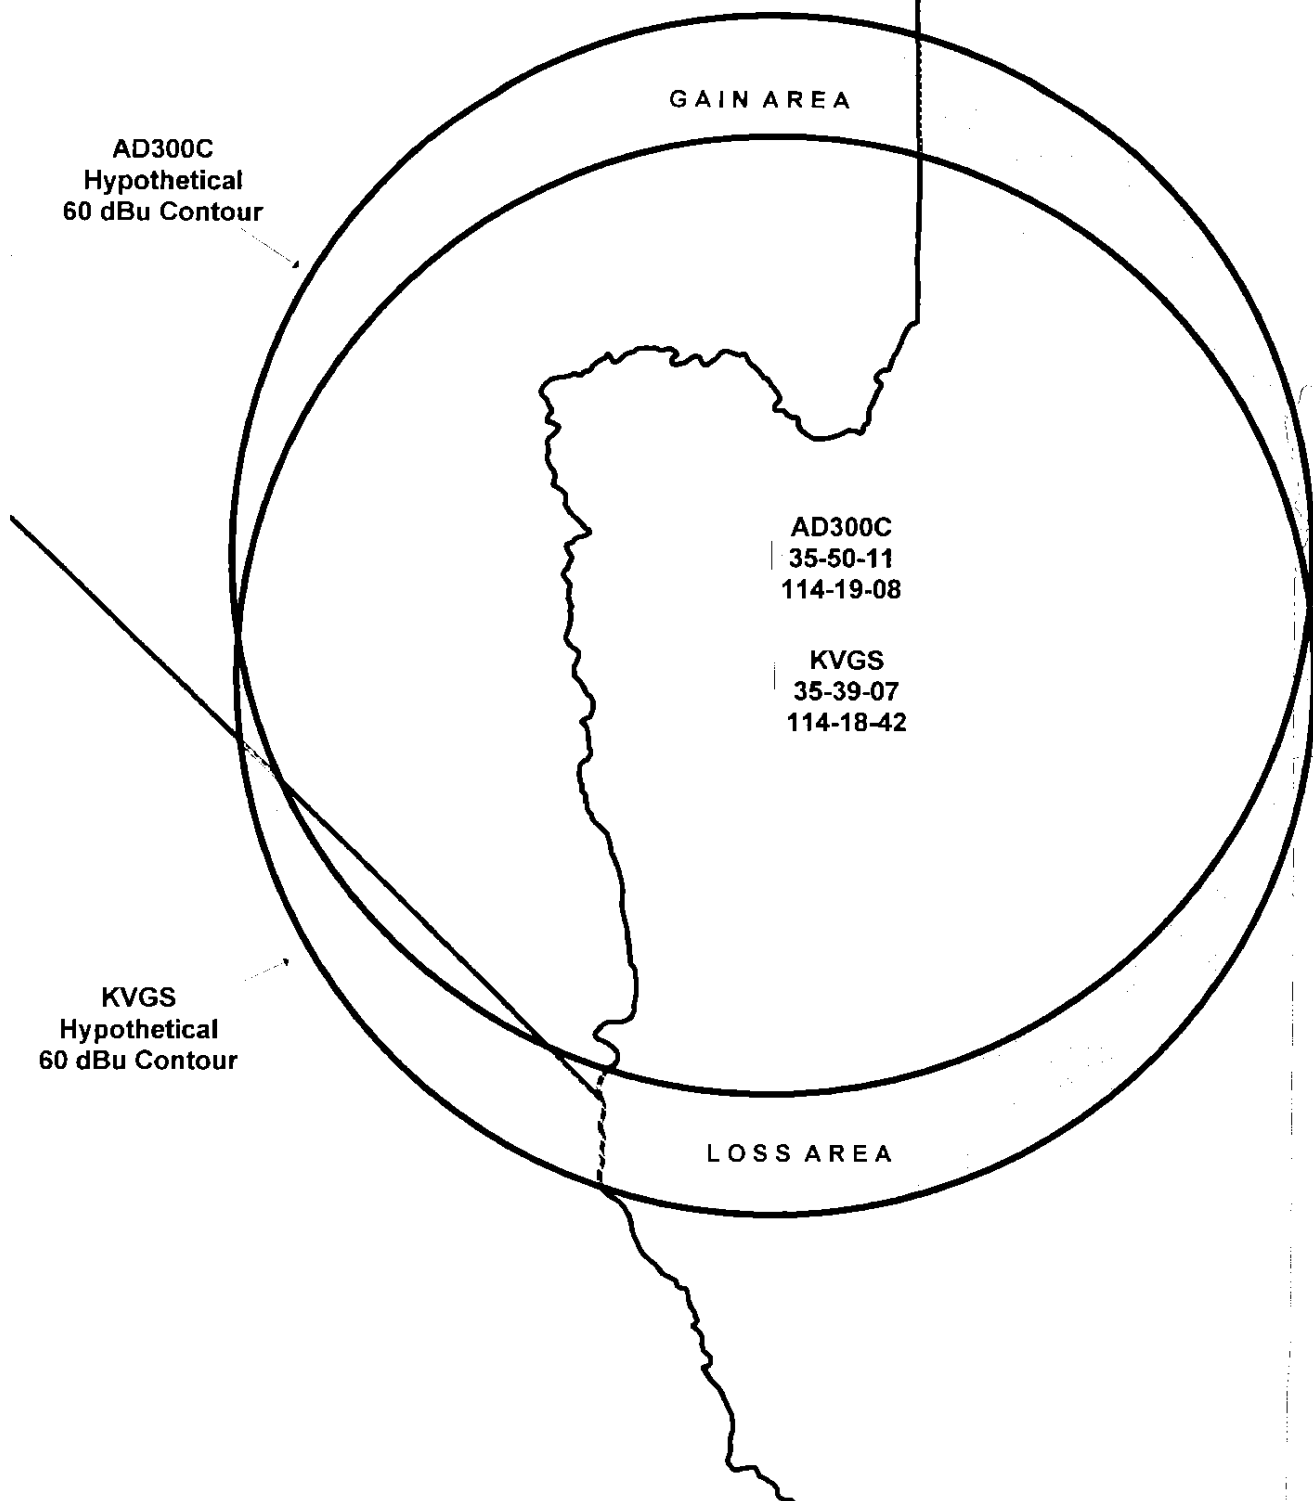 GAIN AREA
AD300C
Hypothetical
60 dBu Contour
AD300C
35-50-11
114-19-08
KVGS
35-39-07
114-18-42
KVGS
Hypothetical
60 dBu Contour
LOSS AREA